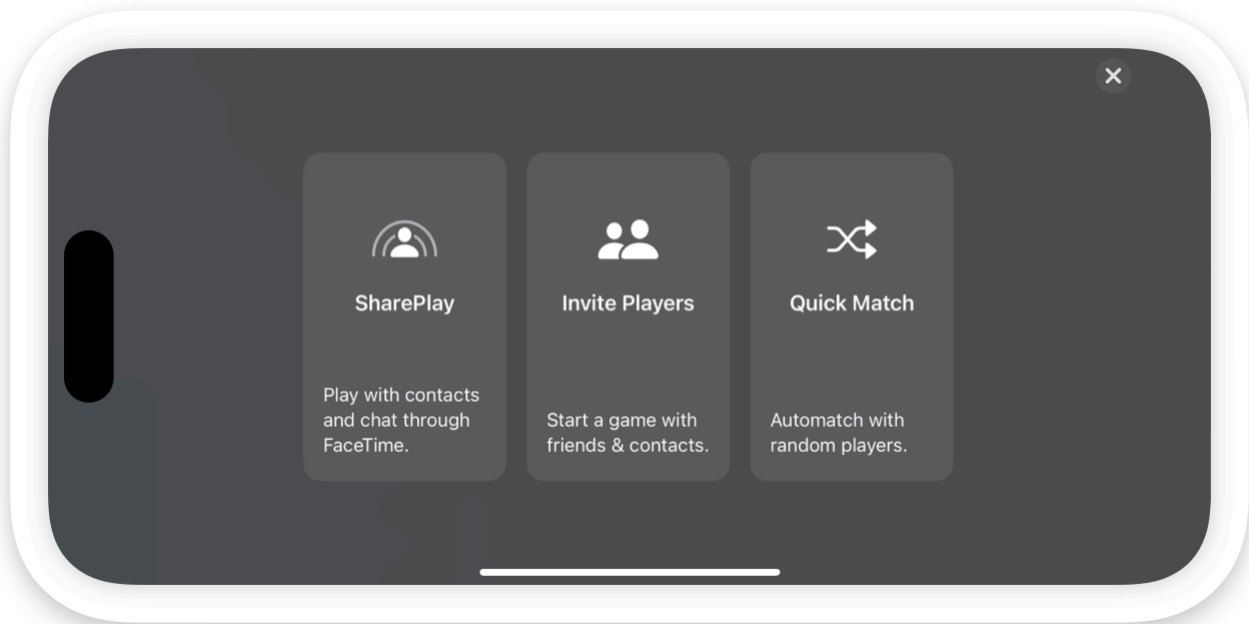 SharePlay
Play with contacts
and chat through
FaceTime.
Invite Players
Start a game with
friends & contacts.
Quick Match
Automatch with
random players.